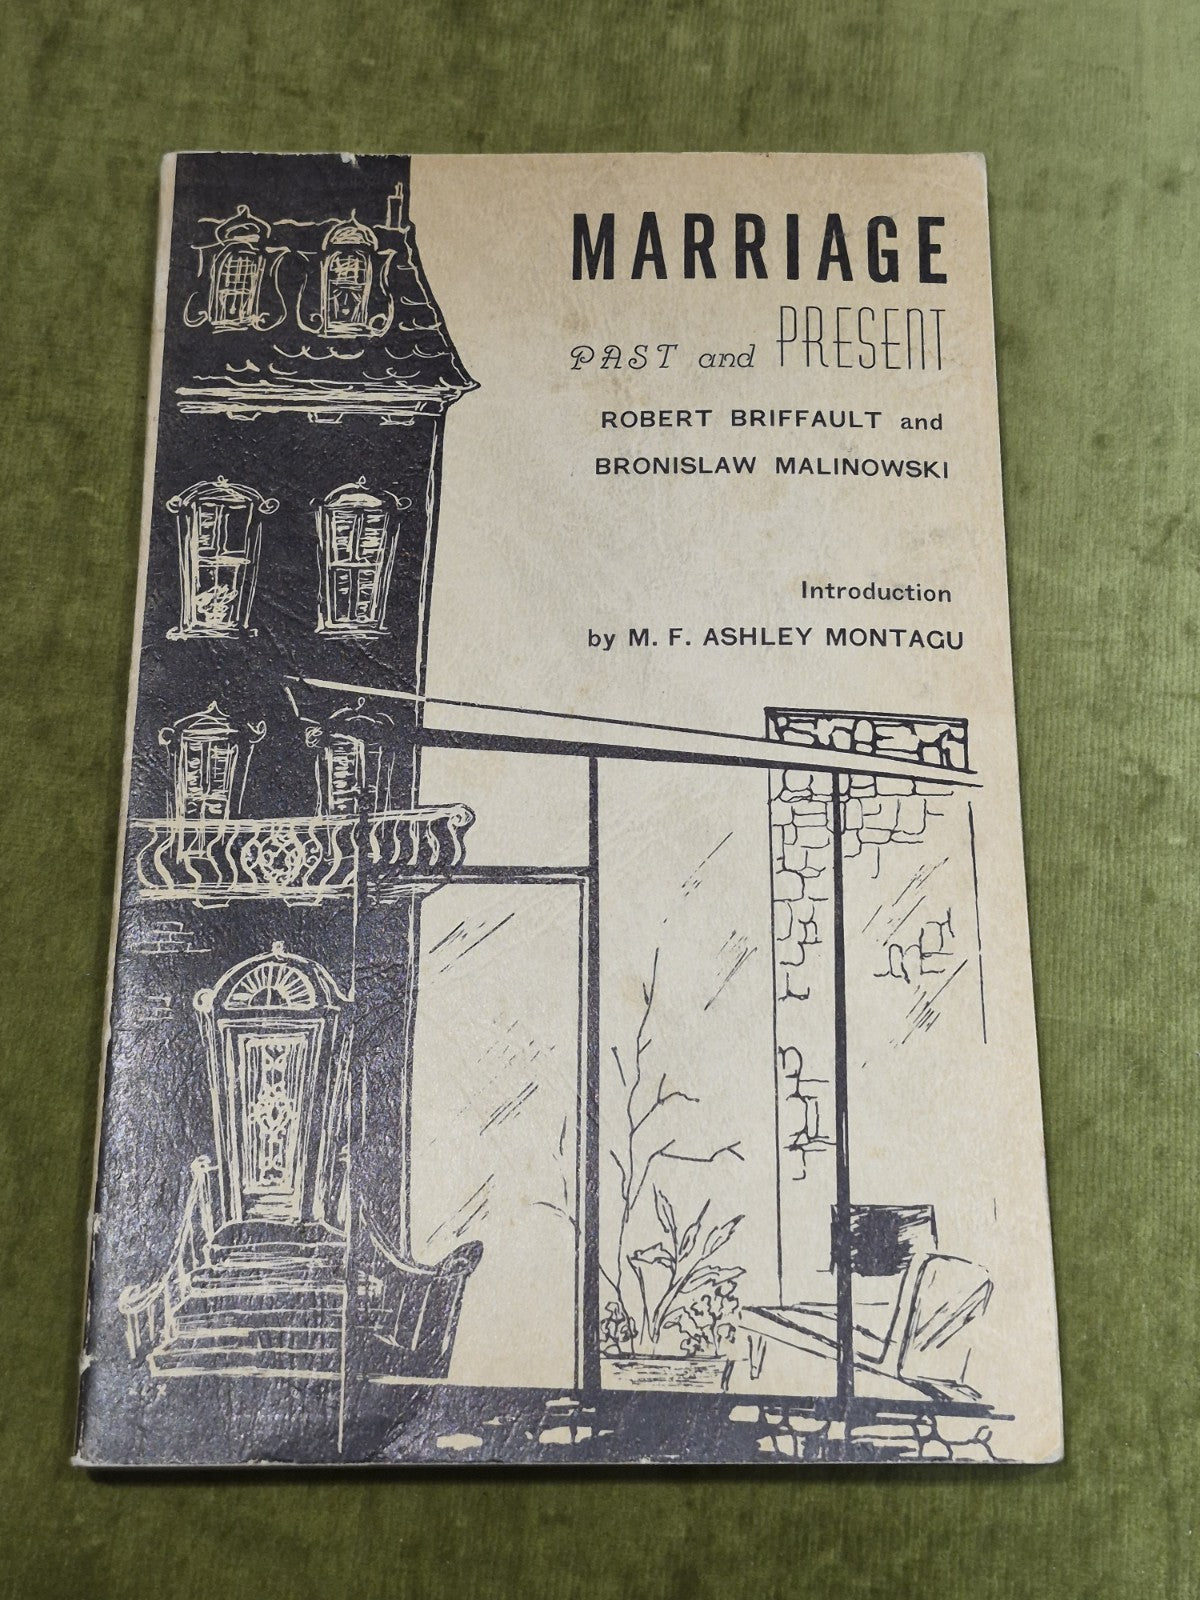 MARRIAGE
PAST and PRESENT
ROBERT BRIFFAULT and
BRONISLAW MALINOWSKI
Introduction
by M. F. ASHLEY MONTAGU